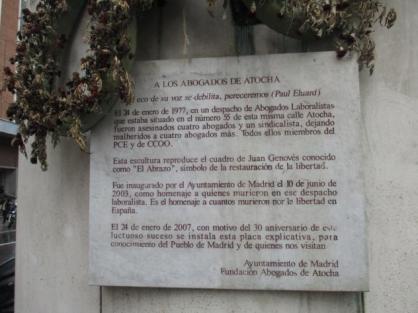 A LOS ABOGADOS DE ATOCHA
el eco de su voz se debilita, pereceremos (Paul Eluard)
El 24 de enero de 1977, en un despacho de Abogados Laboralistas
que estaba situado en el número 55 de esta misma calle Atocha,
fueron asesinados cuatro abogados y un sindicalista, dejando
malheridos a cuatro abogados más. Todos ellos miembros del
PCE y de CCOO.
Esta escultura reproduce el cuadro de Juan Genovés conocido
como "El Abrazo", símbolo de la restauración de la libertad.
Fue inaugurado por el Ayuntamiento de Madrid el 10 de junio de
2003, como homenaje a quienes murieron en ese despacho
laboralista. Es el homenaje a cuantos murieron por la libertad en
España.
El 24 de enero de 2007, con motivo del 30 aniversario de este
luctuoso suceso se instala esta placa explicativa, para
conocimiento del Pueblo de Madrid y de quienes nos visitan
Ayuntamiento de Madrid
Fundación Abogados de Atocha